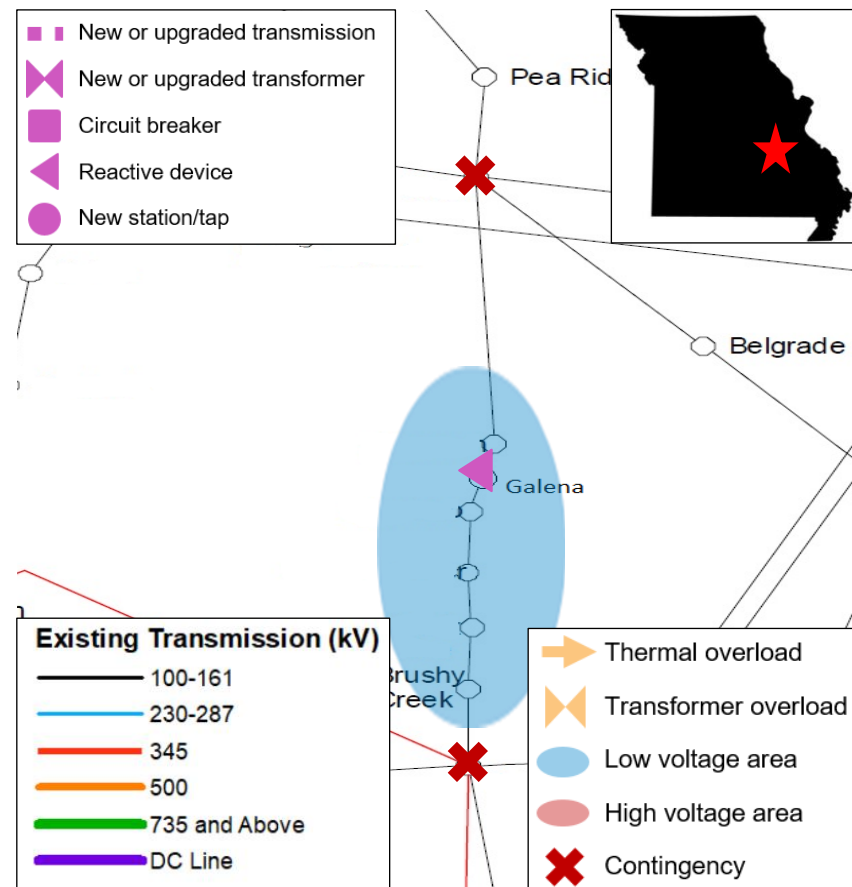 New or upgraded transmission
New or upgraded transformer
Circuit breaker
Reactive device
New station/tap
Pea Rid
Belgrade
Galena
Brushy
Creek
Existing Transmission (kV)
100-161
230-287
345
500
735 and Above
DC Line
Thermal overload
Transformer overload
Low voltage area
High voltage area
Contingency